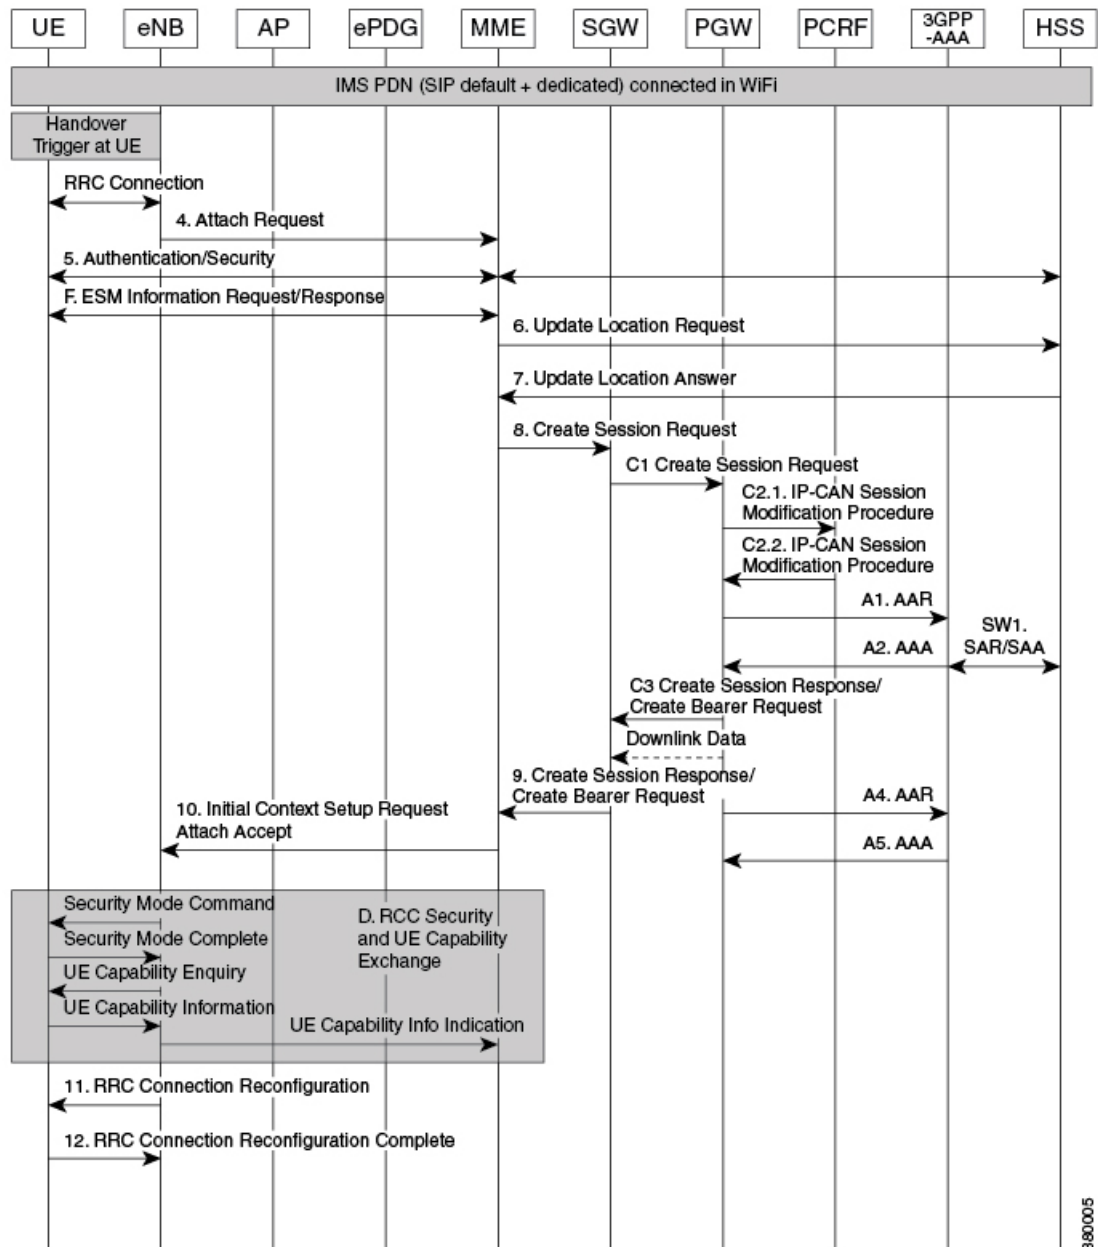 UE
eNB
AP
ePDG
MME
SGW
PGW
PCRF
3GPP
-AAA
HSS
IMS PDN (SIP default + dedicated) connected in WiFi
Handover
Trigger at UE
RRC Connection
4. Attach Request
5. Authentication/Security
F. ESM Information Request/Response
6. Update Location Request
7. Update Location Answer
8. Create Session Request
C1 Create Session Request
C2.1. IP-CAN Session
Modification Procedure
C2.2. IP-CAN Session
Modification Procedure
A1. AAR
SW1.
SAR/SAA
A2. AAA
C3 Create Session Response/
Create Bearer Request
Downlink Data
9. Create Session Response/
Create Bearer Request
A4. AAR
10. Initial Context Setup Request
Attach Accept
A5. AAA
Security Mode Command
D. RCC Security
and UE Capability
Exchange
Security Mode Complete
UE Capability Enquiry
UE Capability Information
UE Capability Info Indication
11. RRC Connection Reconfiguration
12. RRC Connection Reconfiguration Complete
380005